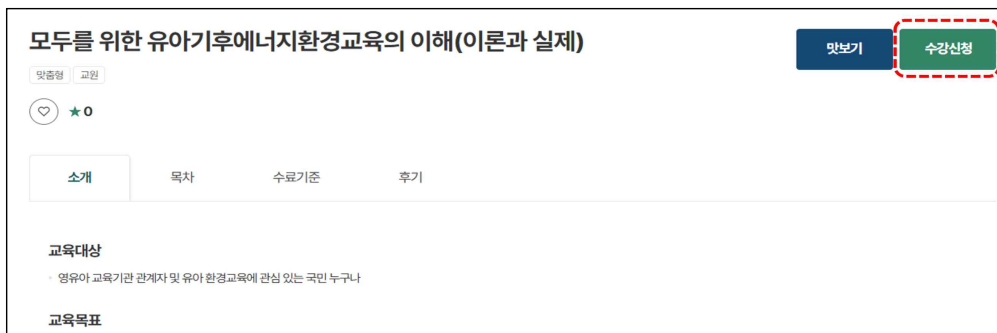 모두를 위한 유아기후에너지환경교육의 이해(이론과 실제)
맛보기
수강신청
맞춤형
교원
★0
소개
목차
수료기준
후기
교육대상
영유아 교육기관 관계자 및 유아 환경교육에 관심 있는 국민 누구나
교육목표